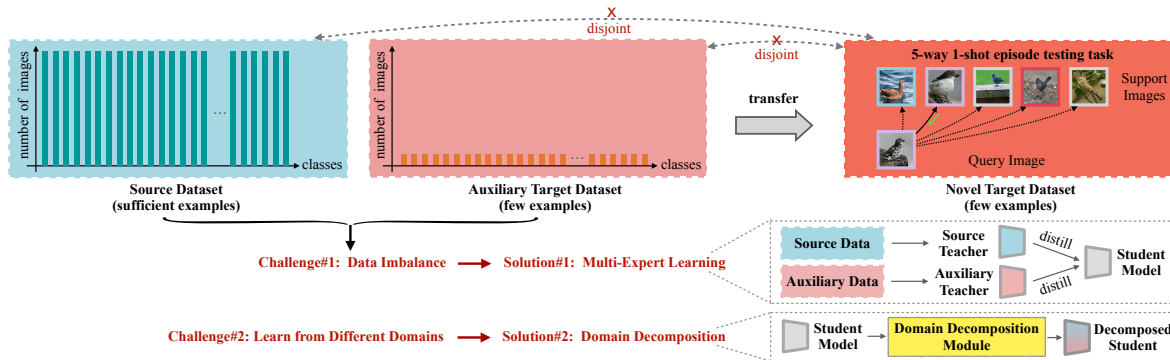 x
disjoint
x
disjoint
number of images
...
classes
number of images
...
classes
transfer
5-way 1-shot episode testing task
Support
Images
Query Image
Source Dataset
(sufficient examples)
Auxiliary Target Dataset
(few examples)
Novel Target Dataset
(few examples)
Challenge#1: Data Imbalance
Solution#1: Multi-Expert Learning
Source Data
Source
Teacher
distill
Auxiliary Data
Auxiliary
Teacher
distill
Student
Model
Challenge#2: Learn from Different Domains
Solution#2: Domain Decomposition
Student
Model
Domain Decomposition
Module
Decomposed
Student